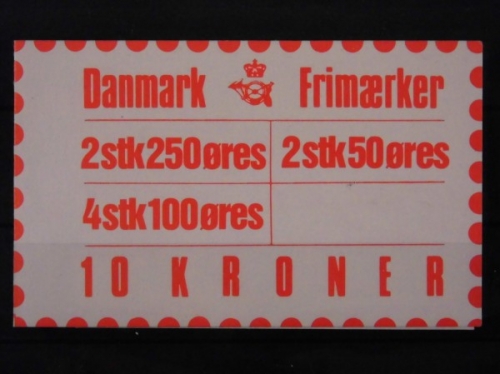 Danmark Frimærker
2stk250øres 2stk50øres
4stk100øres
10 KRONER